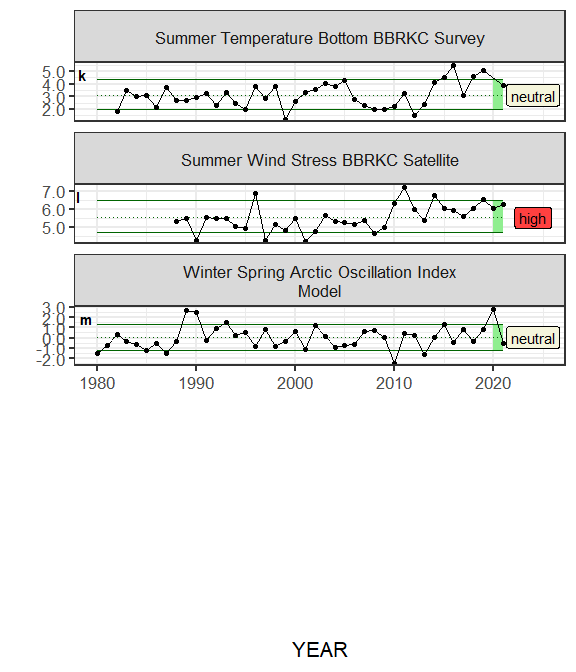 Summer Temperature Bottom BBRKC Survey
5.0
4.0
3.0
2.0
k
neutral
Summer Wind Stress BBRKC Satellite
7.0
6.0
5.0
l
high
Winter Spring Arctic Oscillation Index
Model
3.0
2.0
1.0
0.0
-1.0
-2.0
m
neutral
1980 1990 2000 2010 2020
YEAR